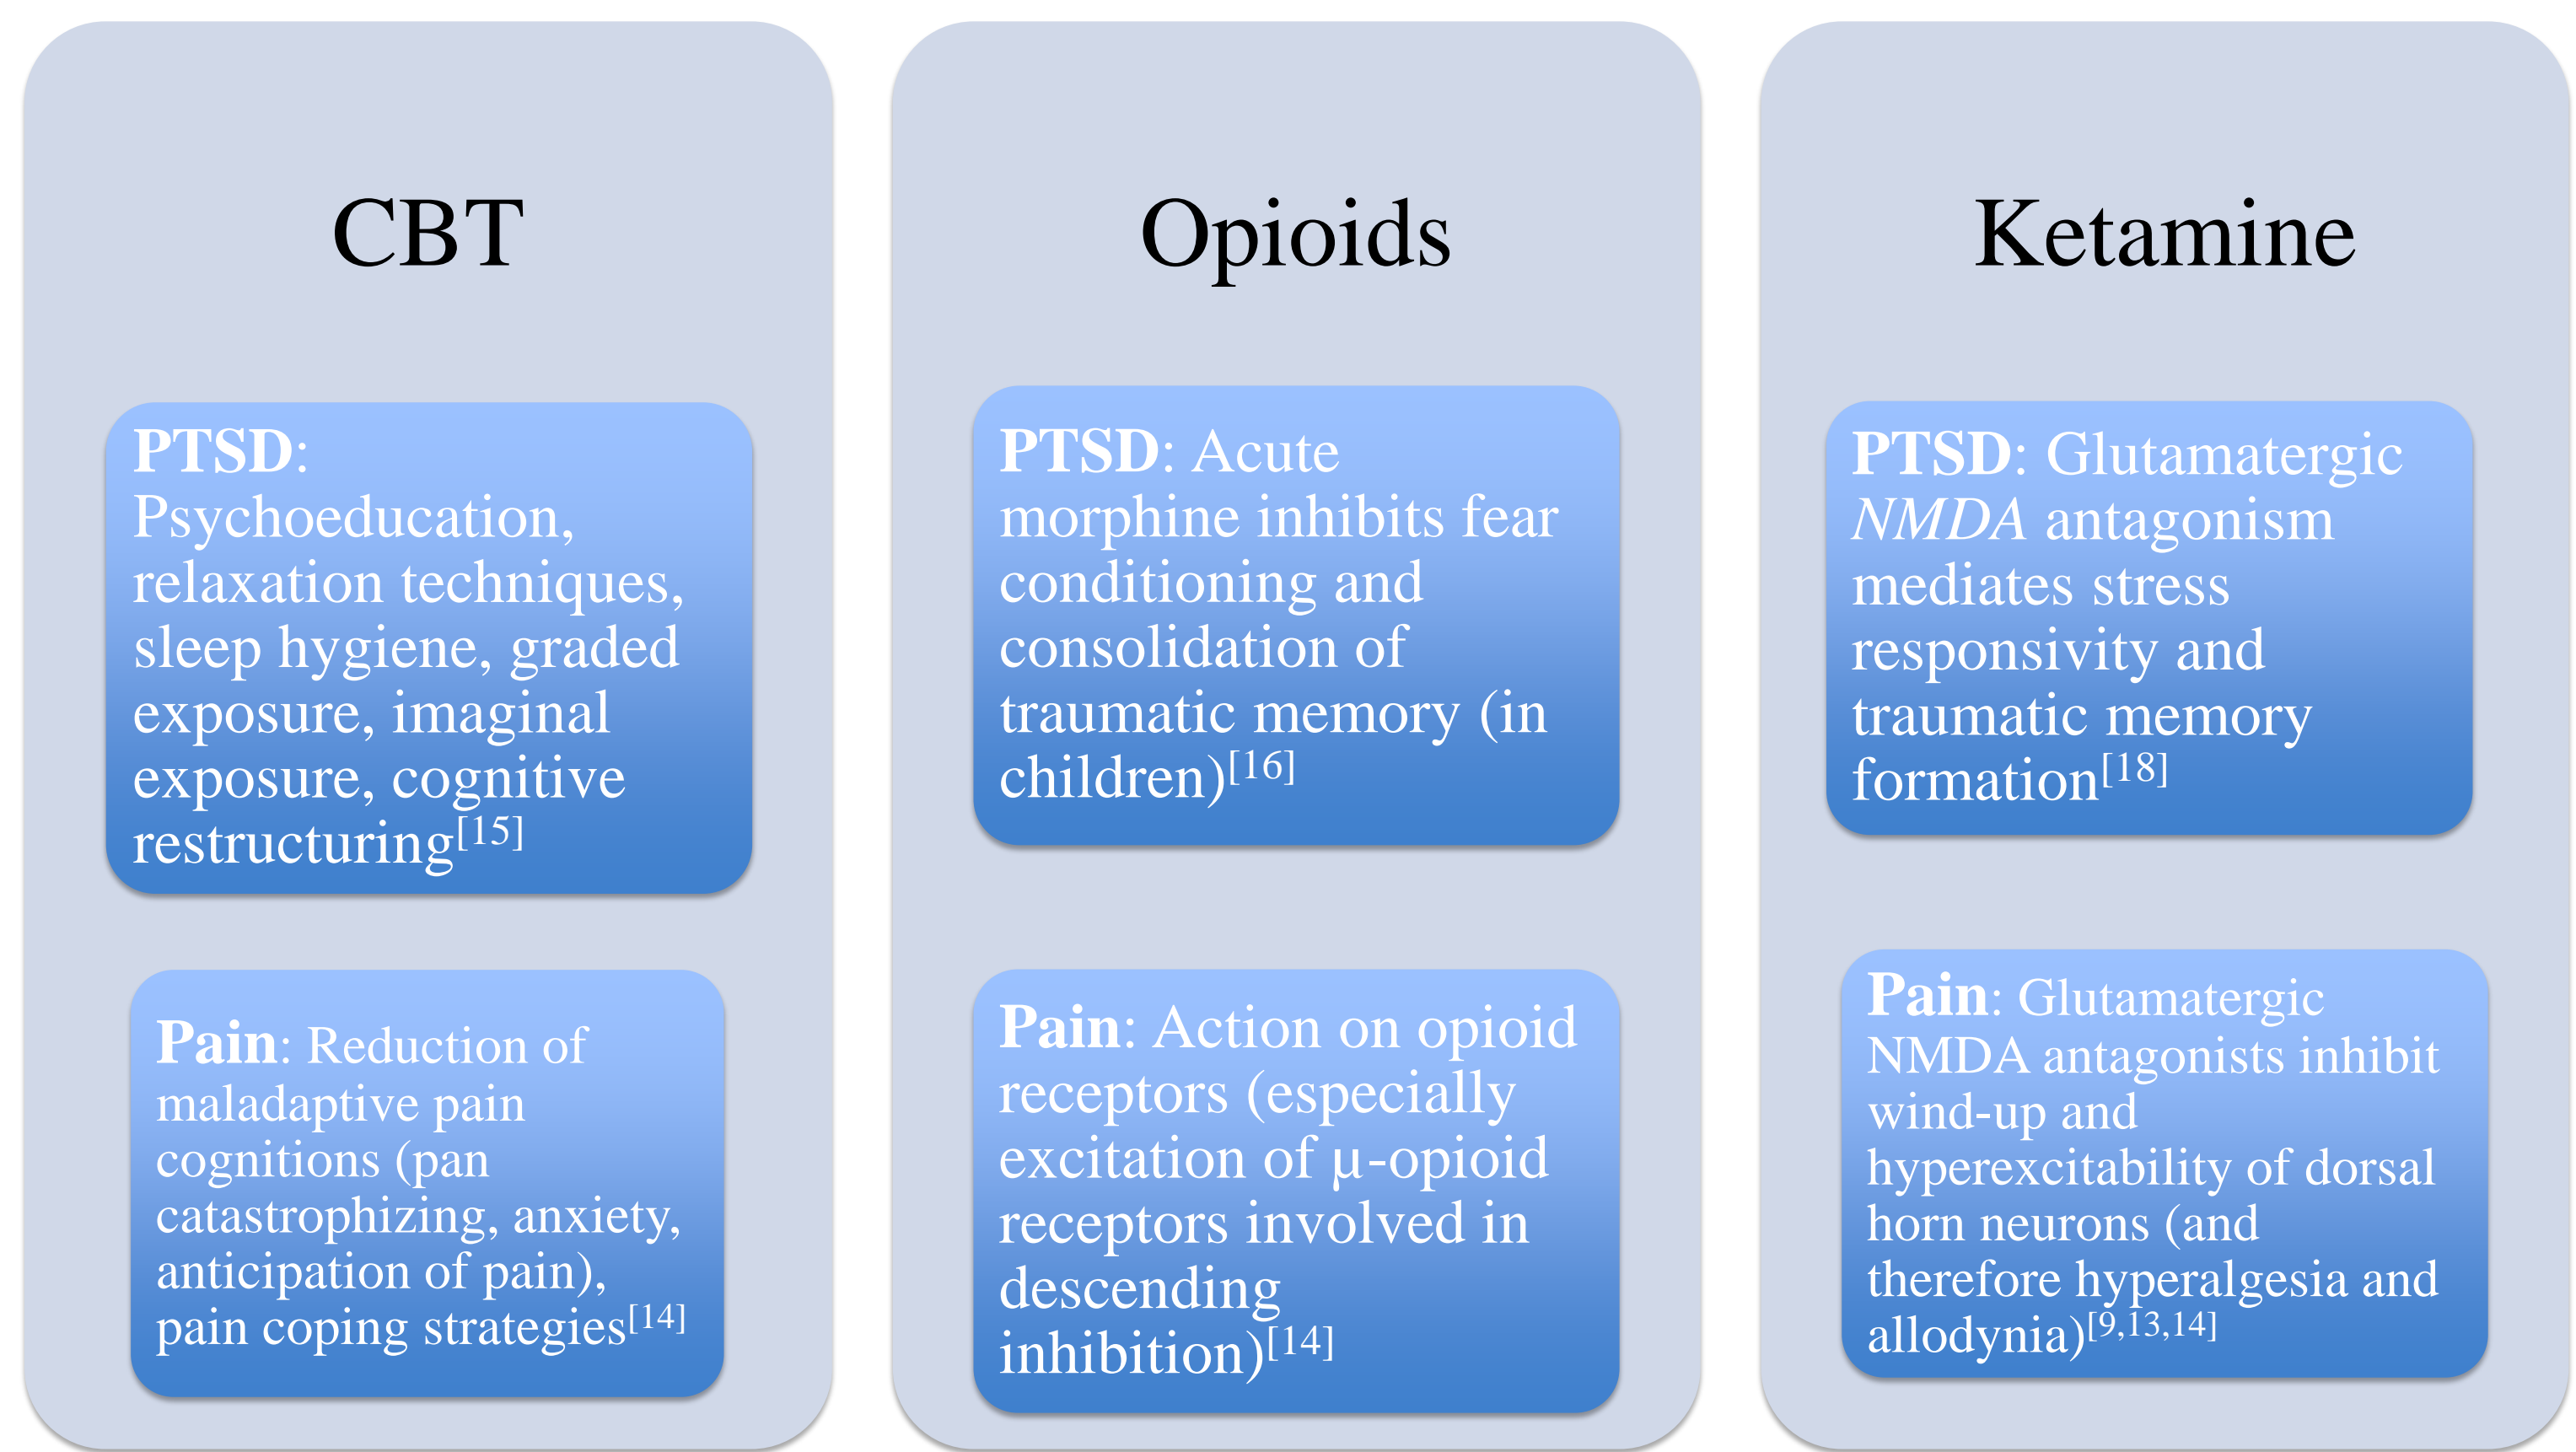 CBT
PTSD:
Psychoeducation,
relaxation techniques,
sleep hygiene, graded
exposure, imaginal
exposure, cognitive
restructuring[15]
Pain: Reduction of
maladaptive pain
cognitions (pan
catastrophizing, anxiety,
anticipation of pain),
pain coping strategies[14]
Opioids
PTSD: Acute
morphine inhibits fear
conditioning and
consolidation of
traumatic memory (in
children)[16]
Pain: Action on opioid
receptors (especially
excitation of μ-opioid
receptors involved in
descending
inhibition)[14]
Ketamine
PTSD: Glutamatergic
NMDA antagonism
mediates stress
responsivity and
traumatic memory
formation[18]
Pain: Glutamatergic
NMDA antagonists inhibit
wind-up and
hyperexcitability of dorsal
horn neurons (and
therefore hyperalgesia and
allodynia)[9,13,14]